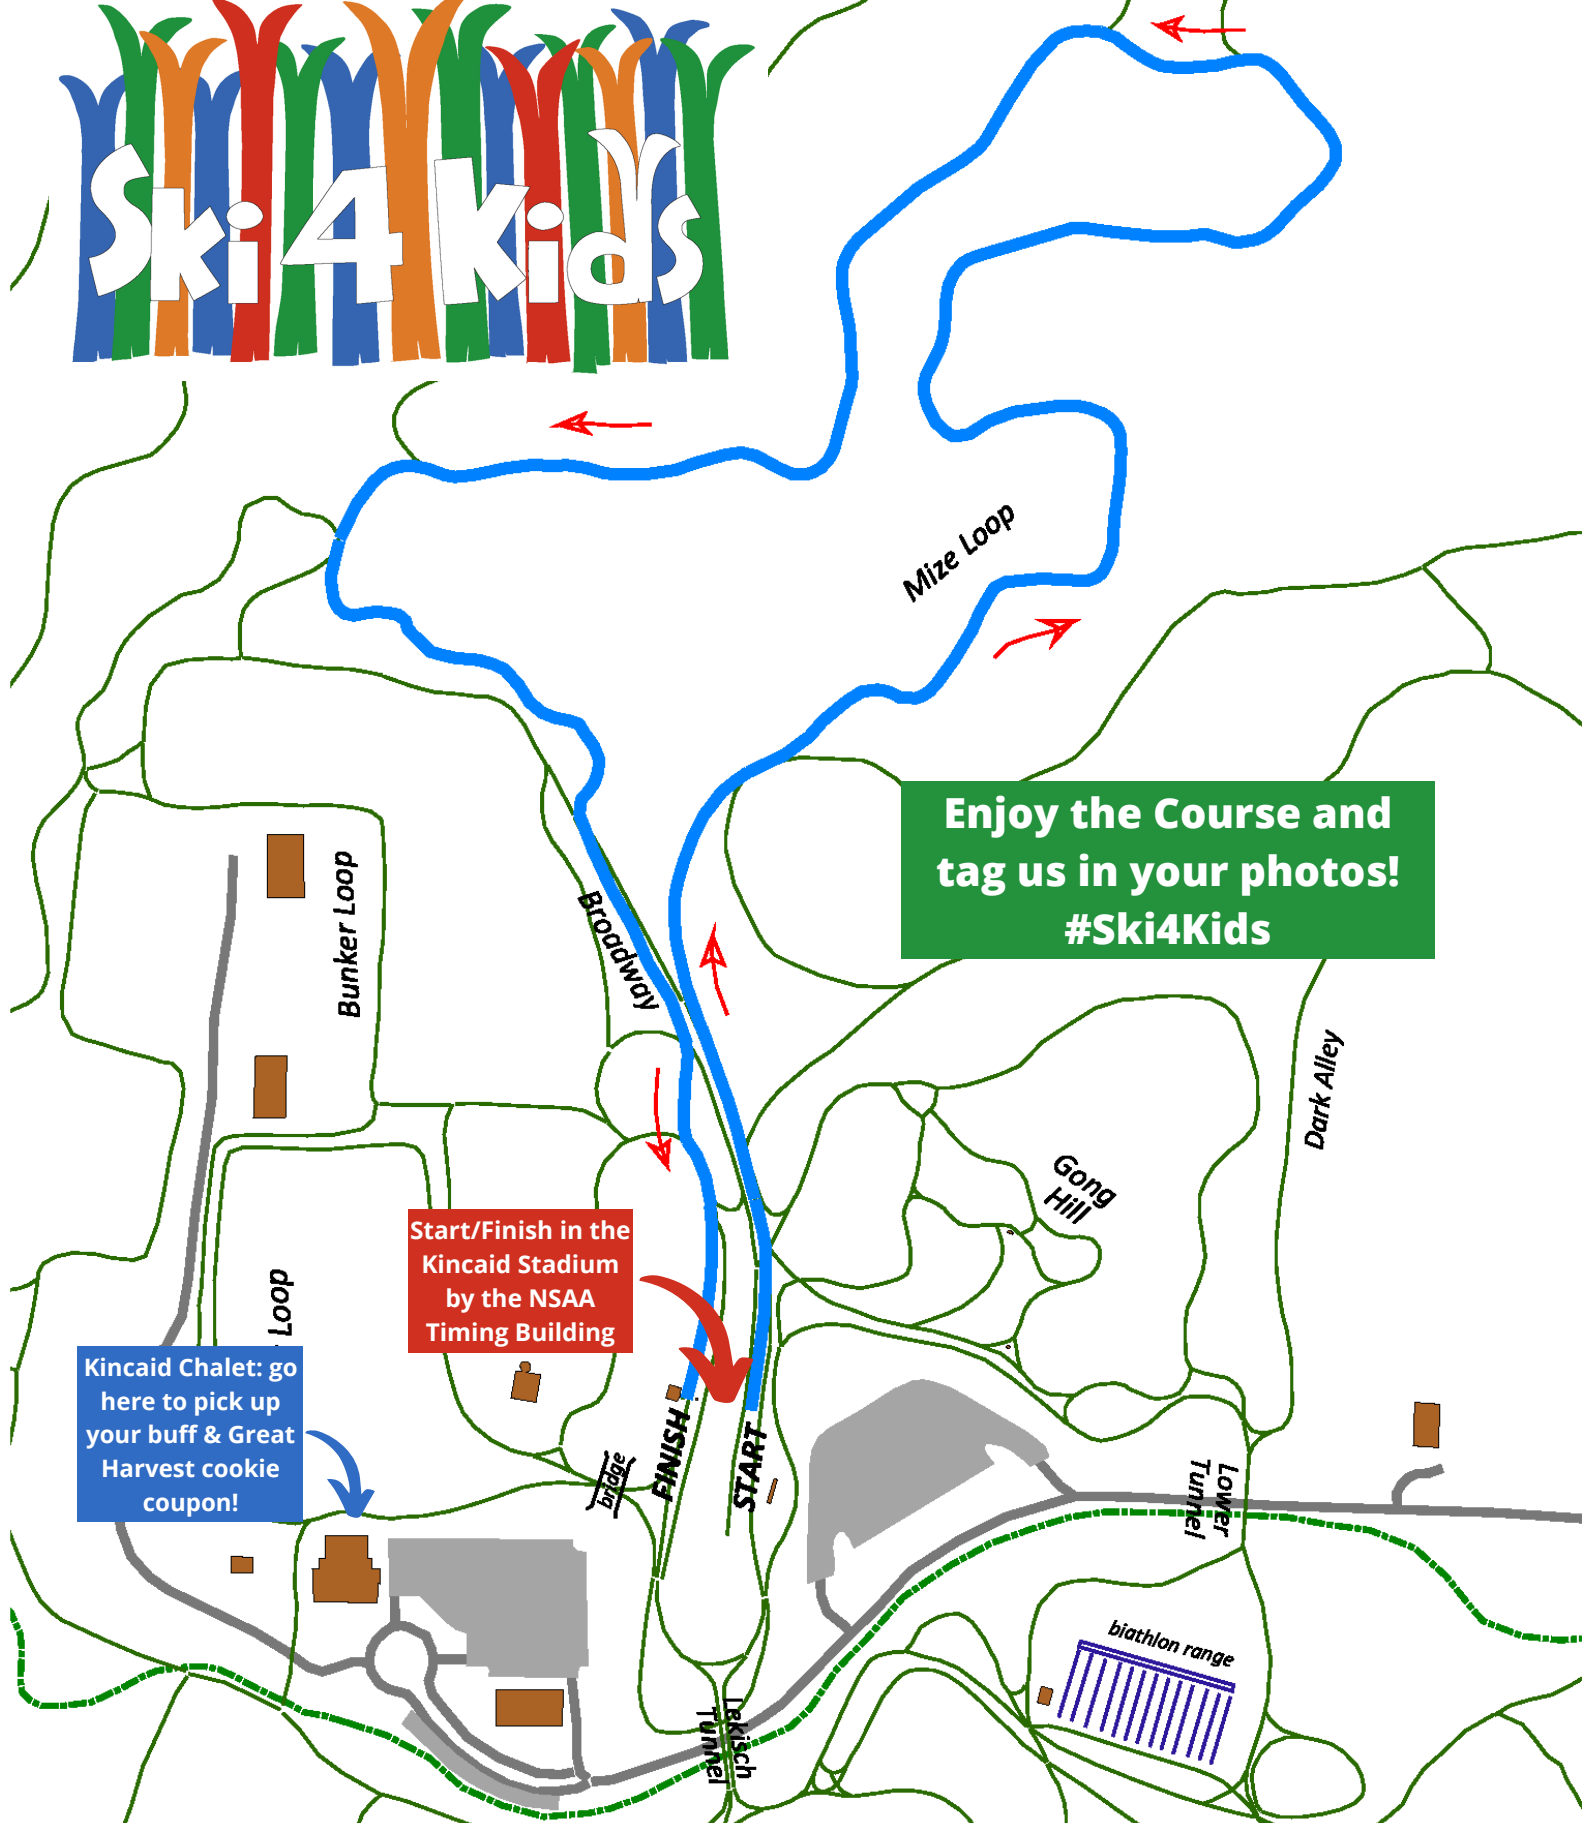 Ski4Kids
Mize Loop
Enjoy the Course and
tag us in your photos!
#Ski4Kids
Bunker Loop
Broadway
Dark Alley
Gong
Hill
Start/Finish in the
Kincaid Stadium
by the NSAA
Timing Building
Loop
Kincaid Chalet: go
here to pick up
your buff & Great
Harvest cookie
coupon!
FINISH
START
bridge
Lower
Tunnel
biathlon range
Lekisch
Tunnel